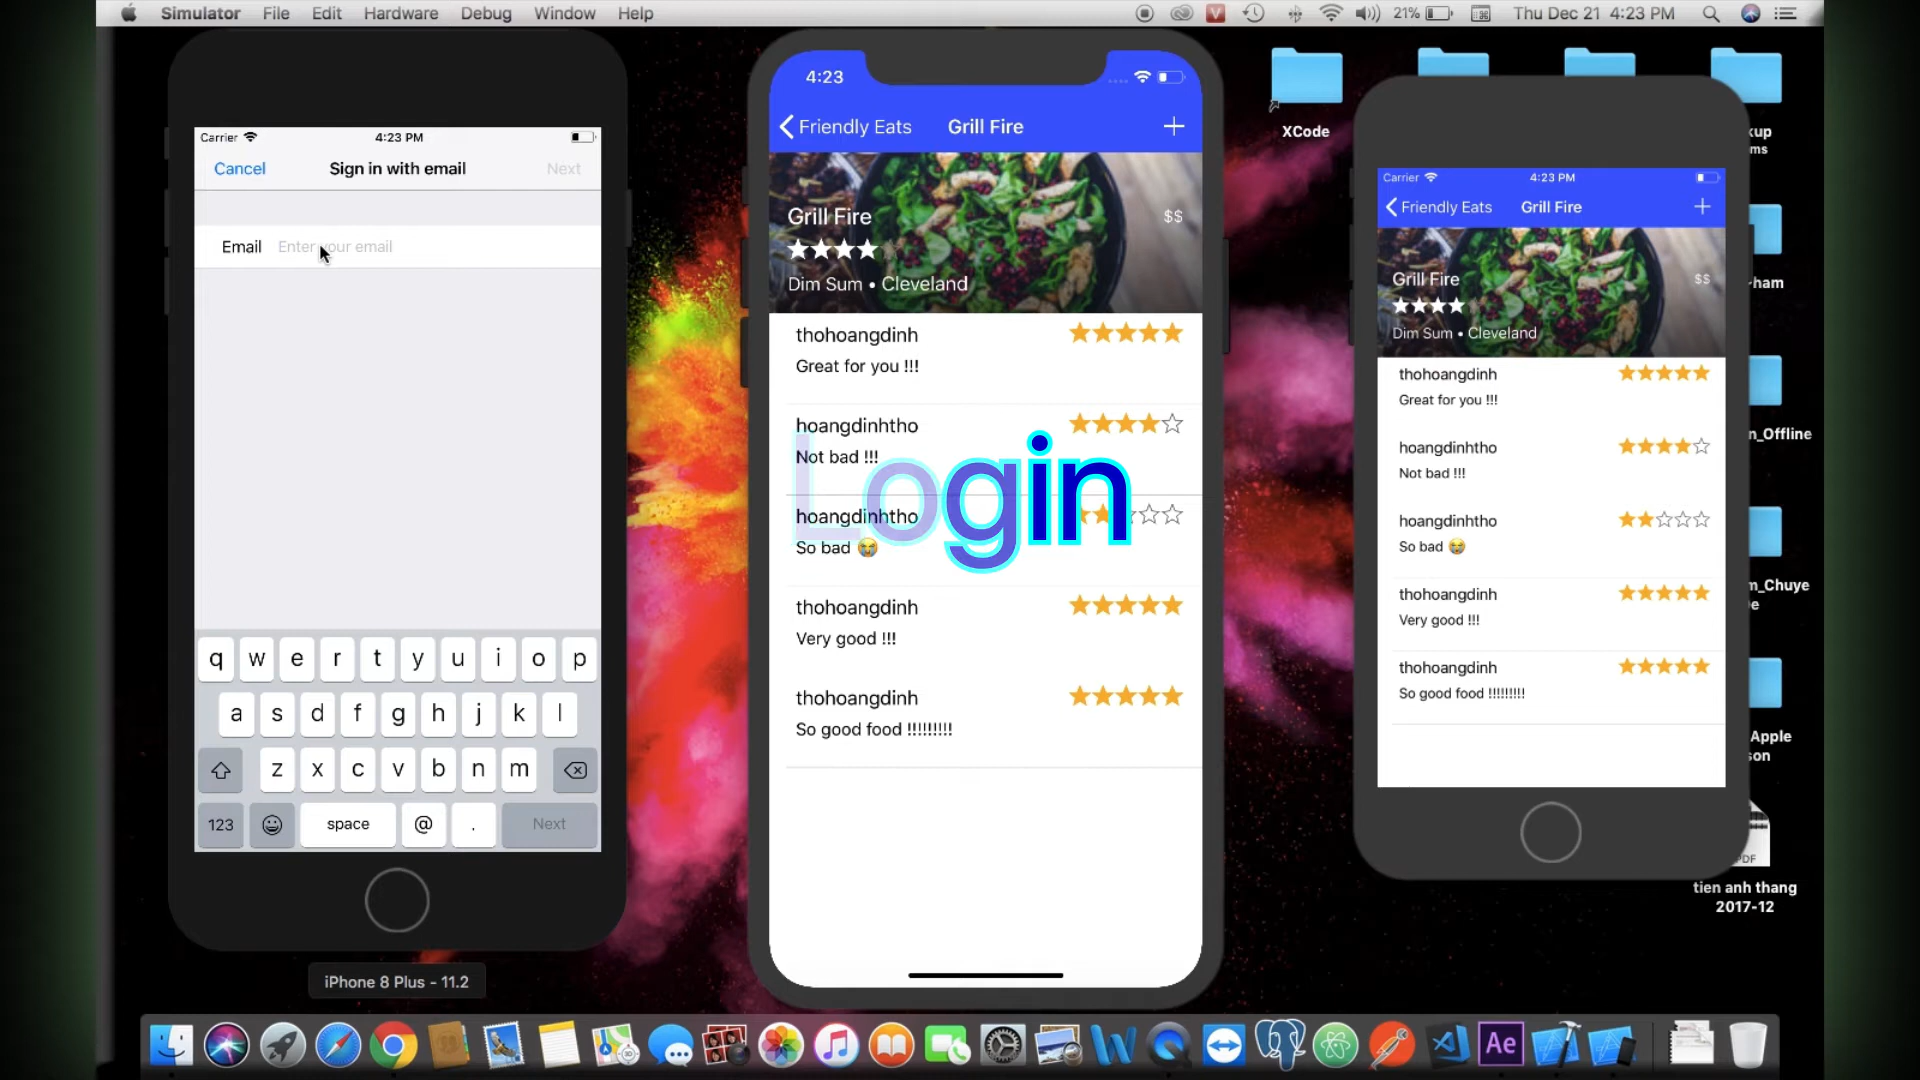 Simulator File Edit Hardware Debug Window Help
21% Thu Dec 21 4:23 PM
Carrier 4:23 PM
Cancel Sign in with email Next
Email Enter your email
q w e r t y u i o p
a s d f g h j k l
z x c v b n m
123 space @ . Next
iPhone 8 Plus - 11.2
4:23
Friendly Eats Grill Fire +
Grill Fire $$
Dim Sum • Cleveland
thohoangdinh
Great for you !!!
hoangdinhtho
Not bad !!!
Login
hoangdinhtho
So bad 😭
thohoangdinh
Very good !!!
thohoangdinh
So good food !!!!!!!!!
Carrier 4:23 PM
Friendly Eats Grill Fire +
Grill Fire $$
Dim Sum • Cleveland
thohoangdinh
Great for you !!!
hoangdinhtho
Not bad !!!
hoangdinhtho
So bad 😭
thohoangdinh
Very good !!!
thohoangdinh
So good food !!!!!!!!!
XCode
Apple
PDF
tien anh thang
2017-12
Ae